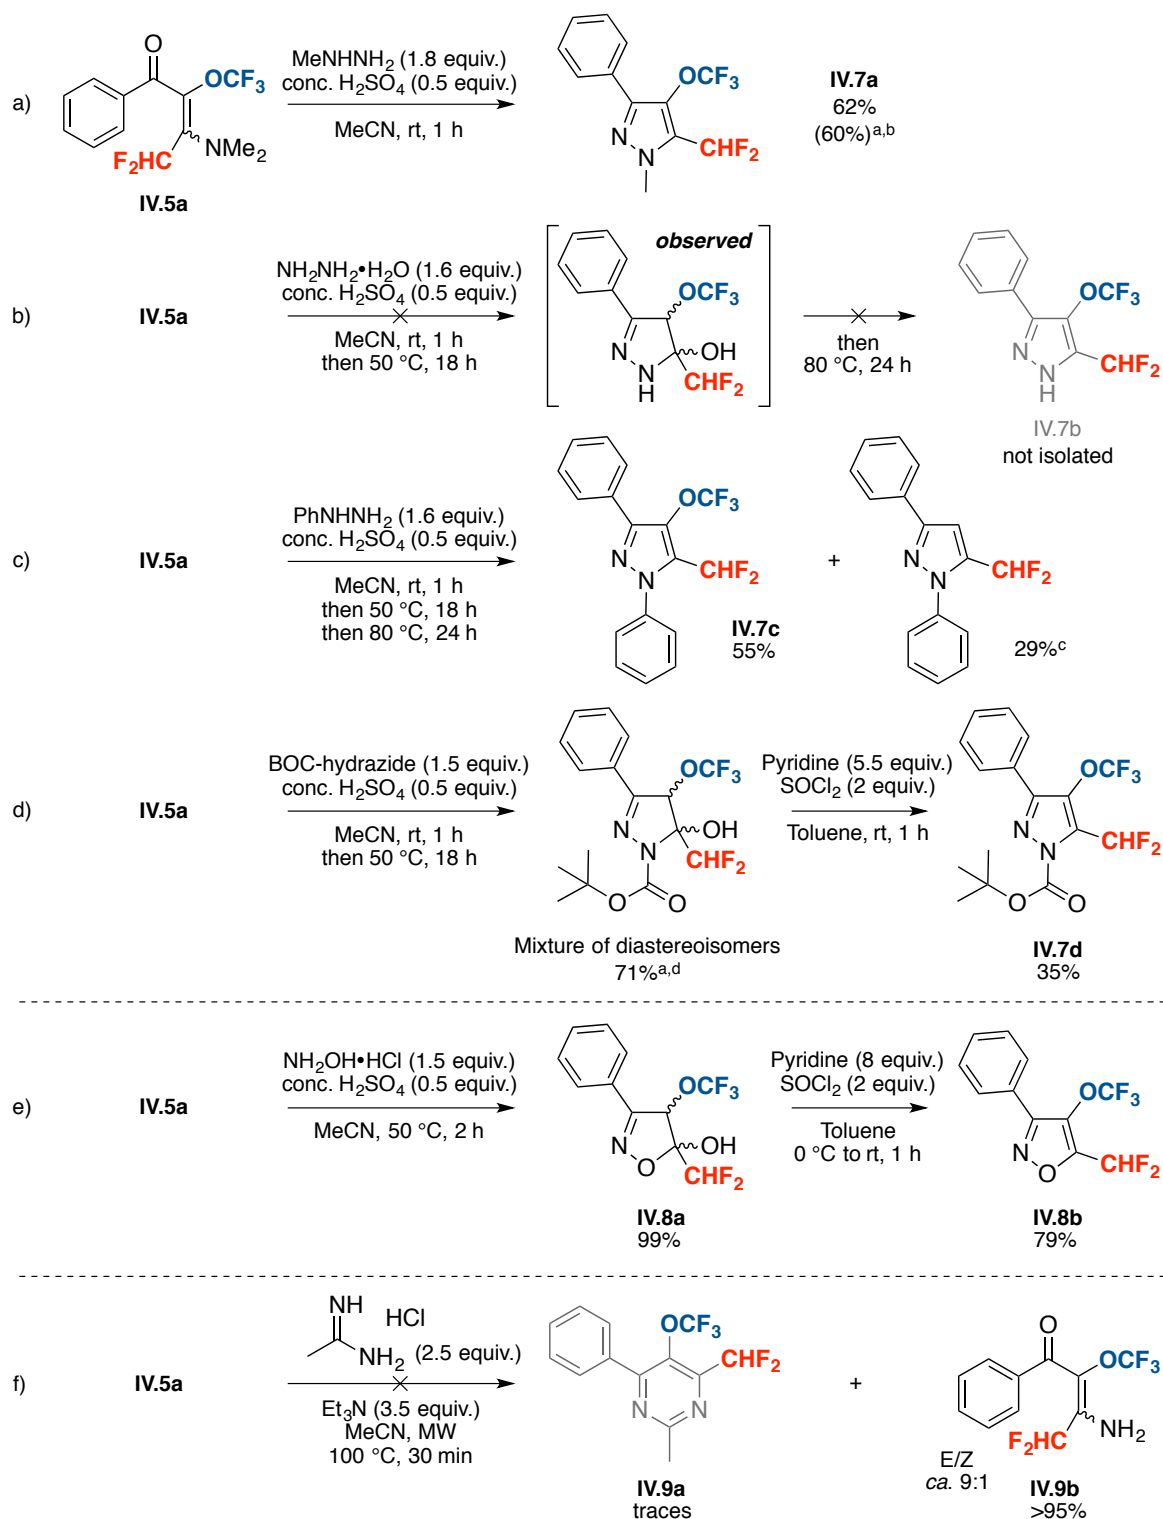 a)
O
OCF3
F2HC
NMe2
IV.5a
MeNHNH2 (1.8 equiv.)
conc. H2SO4 (0.5 equiv.)
MeCN, rt, 1 h
OCF3
N
N
CHF2
IV.7a
62%
(60%)a,b
b)
IV.5a
NH2NH2•H2O (1.6 equiv.)
conc. H2SO4 (0.5 equiv.)
MeCN, rt, 1 h
then 50 °C, 18 h
observed
OCF3
N
OH
N
H
CHF2
then
80 °C, 24 h
OCF3
N
N
H
CHF2
IV.7b
not isolated
c)
IV.5a
PhNHNH2 (1.6 equiv.)
conc. H2SO4 (0.5 equiv.)
MeCN, rt, 1 h
then 50 °C, 18 h
then 80 °C, 24 h
OCF3
N
N
CHF2
IV.7c
55%
+
N
N
CHF2
29%c
d)
IV.5a
BOC-hydrazide (1.5 equiv.)
conc. H2SO4 (0.5 equiv.)
MeCN, rt, 1 h
then 50 °C, 18 h
OCF3
N
OH
N
CHF2
O
O
Mixture of diastereoisomers
71%a,d
Pyridine (5.5 equiv.)
SOCl2 (2 equiv.)
Toluene, rt, 1 h
OCF3
N
N
CHF2
O
O
IV.7d
35%
e)
IV.5a
NH2OH•HCl (1.5 equiv.)
conc. H2SO4 (0.5 equiv.)
MeCN, 50 °C, 2 h
OCF3
N
OH
O
CHF2
IV.8a
99%
Pyridine (8 equiv.)
SOCl2 (2 equiv.)
Toluene
0 °C to rt, 1 h
OCF3
N
O
CHF2
IV.8b
79%
f)
IV.5a
NH
HCl
NH2 (2.5 equiv.)
Et3N (3.5 equiv.)
MeCN, MW
100 °C, 30 min
OCF3
CHF2
N
N
IV.9a
traces
+
O
OCF3
F2HC
NH2
E/Z
ca. 9:1
IV.9b
>95%